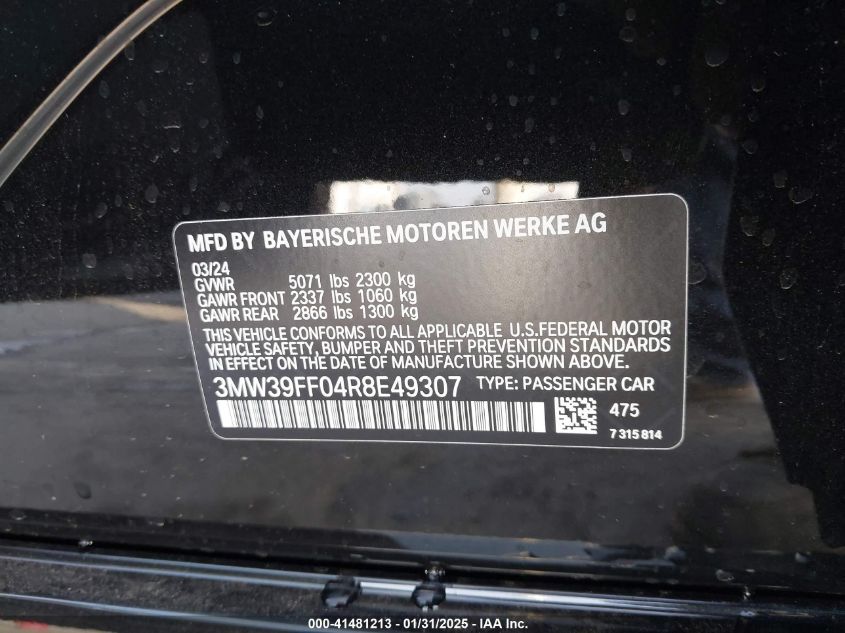 MFD BY BAYERISCHE MOTOREN WERKE AG
03/24
GVWR 5071 lbs 2300 kg
GAWR FRONT 2337 lbs 1060 kg
GAWR REAR 2866 lbs 1300 kg
THIS VEHICLE CONFORMS TO ALL APPLICABLE U.S.FEDERAL MOTOR
VEHICLE SAFETY, BUMPER AND THEFT PREVENTION STANDARDS
IN EFFECT ON THE DATE OF MANUFACTURE SHOWN ABOVE.
3MW39FF04R8E49307 TYPE: PASSENGER CAR
475
7 315 814
000-41481213 - 01/31/2025 - IAA Inc.